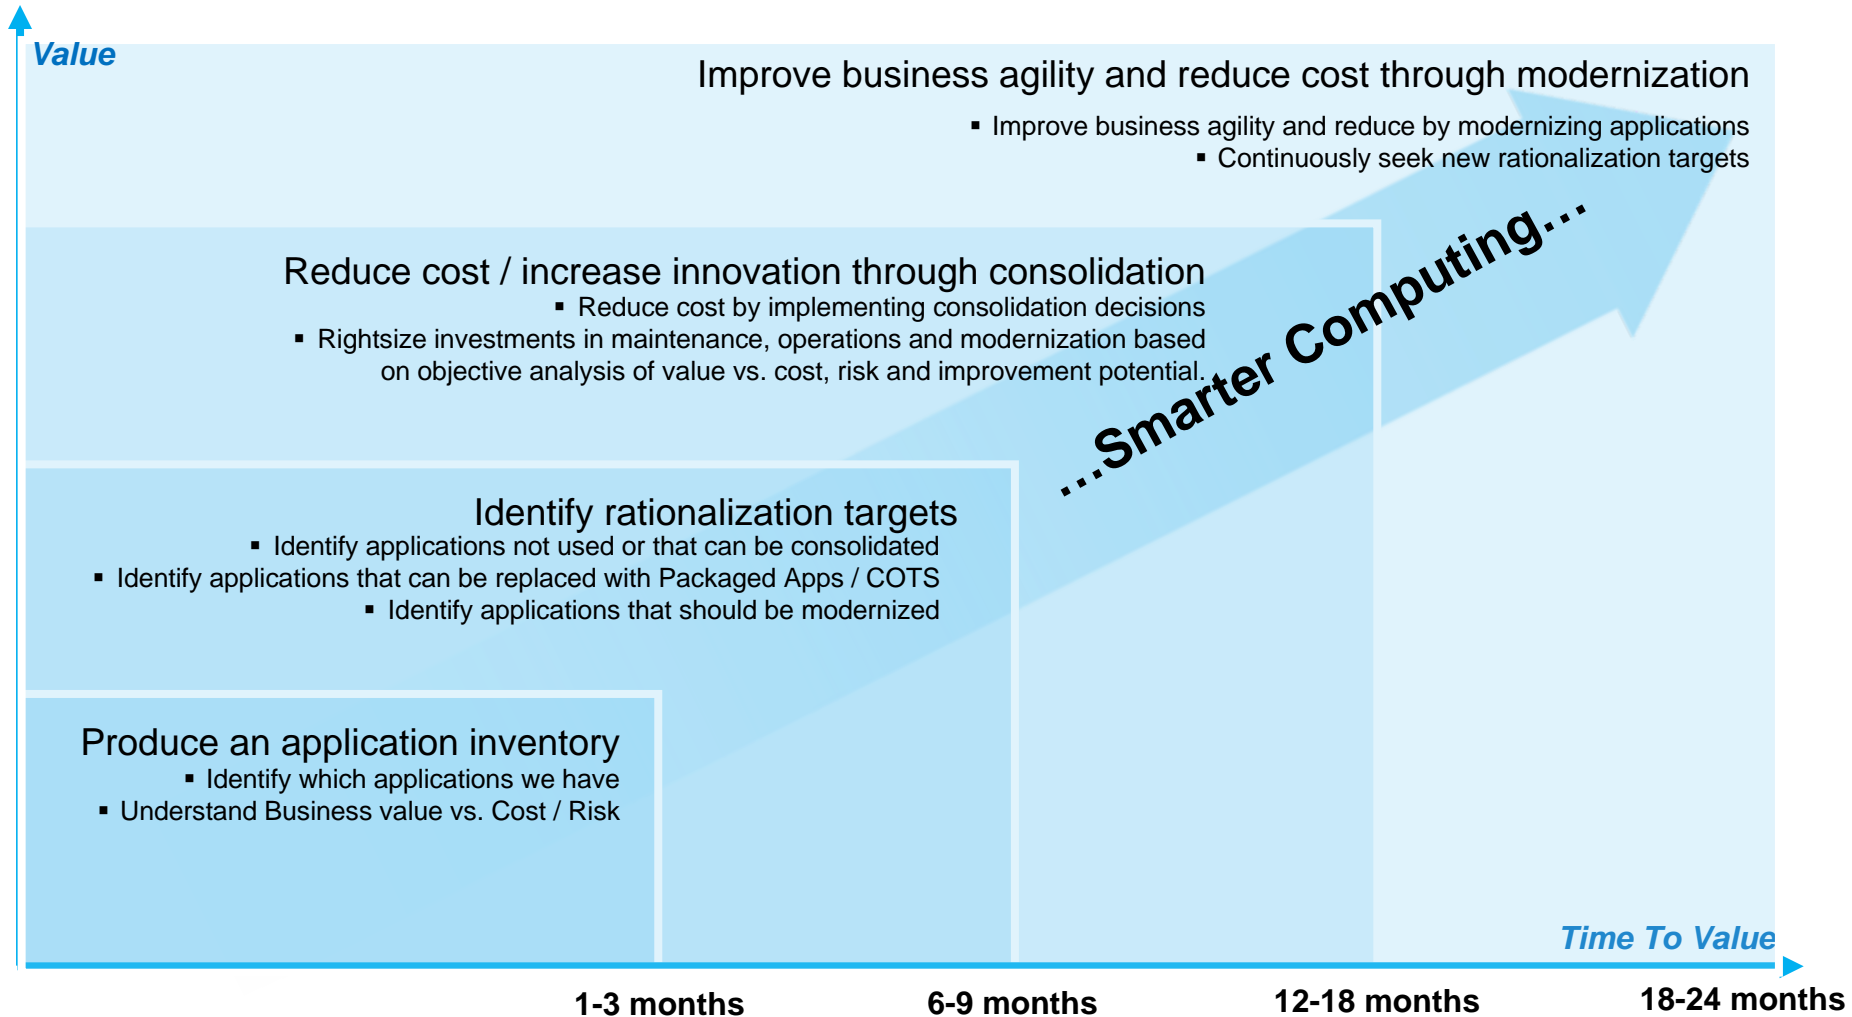 Value
Improve business agility and reduce cost through modernization
▪ Improve business agility and reduce by modernizing applications
▪ Continuously seek new rationalization targets
Reduce cost / increase innovation through consolidation
▪ Reduce cost by implementing consolidation decisions
▪ Rightsize investments in maintenance, operations and modernization based
on objective analysis of value vs. cost, risk and improvement potential.
...Smarter Computing...
Identify rationalization targets
▪ Identify applications not used or that can be consolidated
▪ Identify applications that can be replaced with Packaged Apps / COTS
▪ Identify applications that should be modernized
Produce an application inventory
▪ Identify which applications we have
▪ Understand Business value vs. Cost / Risk
Time To Value
1-3 months
6-9 months
12-18 months
18-24 months